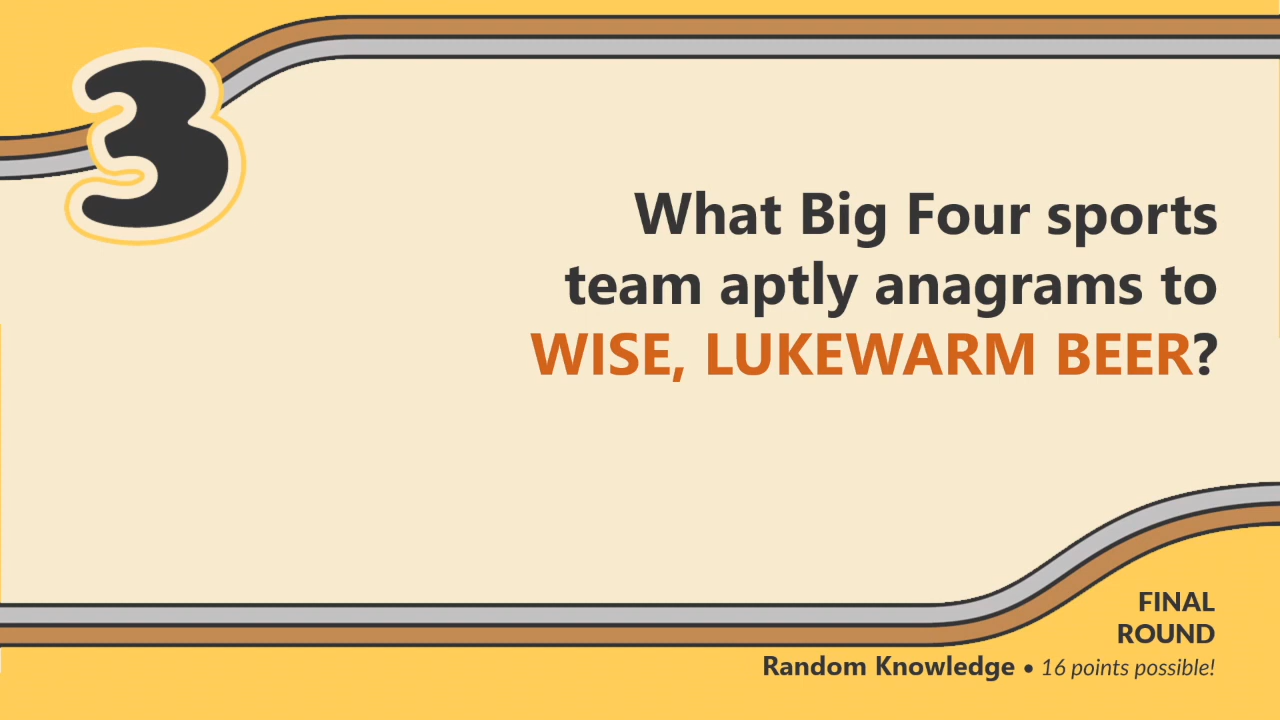 3
What Big Four sports
team aptly anagrams to
WISE, LUKEWARM BEER?
FINAL
ROUND
Random Knowledge • 16 points possible!